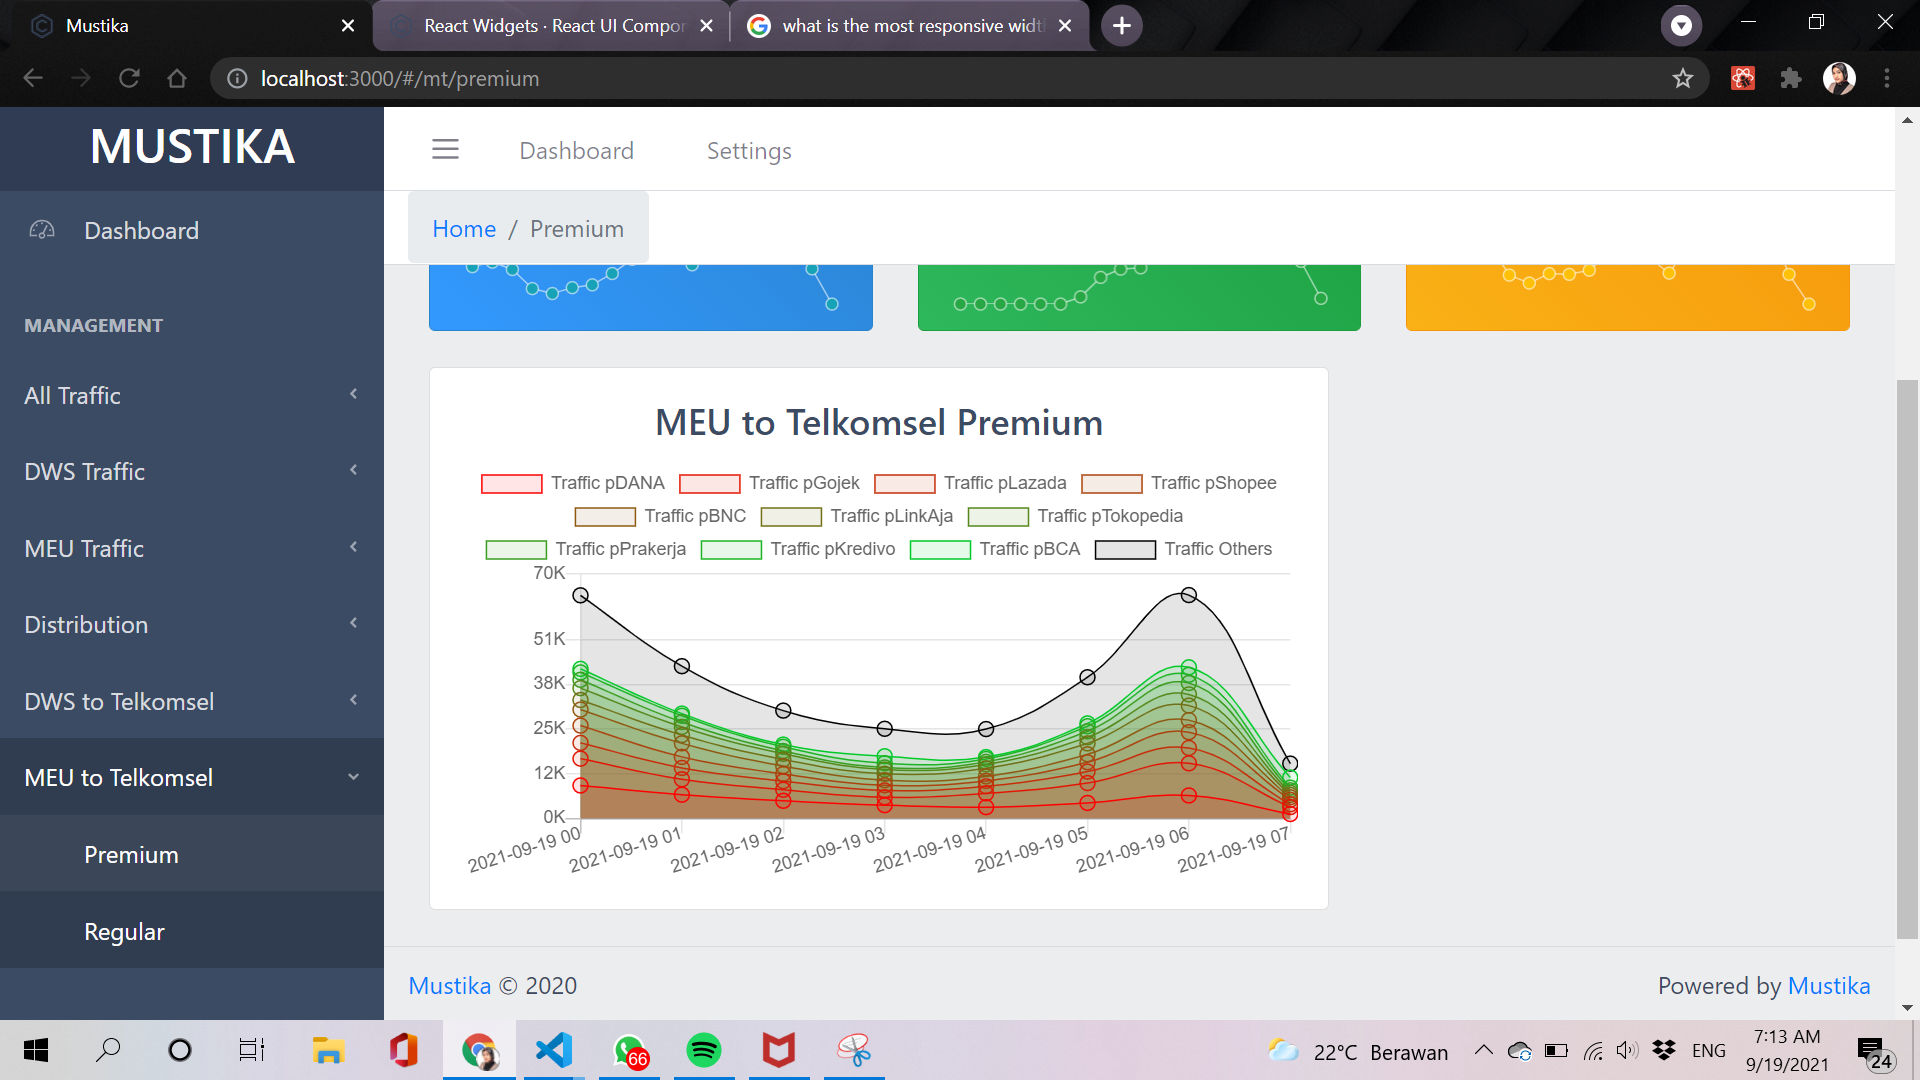 Mustika
React Widgets · React UI Compor
what is the most responsive widt
localhost:3000/#/mt/premium
MUSTIKA
Dashboard
Settings
Home / Premium
Dashboard
MANAGEMENT
All Traffic
DWS Traffic
MEU Traffic
Distribution
DWS to Telkomsel
MEU to Telkomsel
Premium
Regular
MEU to Telkomsel Premium
Traffic pDANA Traffic pGojek Traffic pLazada Traffic pShopee
Traffic pBNC Traffic pLinkAja Traffic pTokopedia
Traffic pPrakerja Traffic pKredivo Traffic pBCA Traffic Others
70K
51K
38K
25K
12K
0K
2021-09-19 00 2021-09-19 01 2021-09-19 02 2021-09-19 03 2021-09-19 04 2021-09-19 05 2021-09-19 06 2021-09-19 07
Mustika © 2020
Powered by Mustika
66
22°C Berawan
ENG
7:13 AM
9/19/2021
24